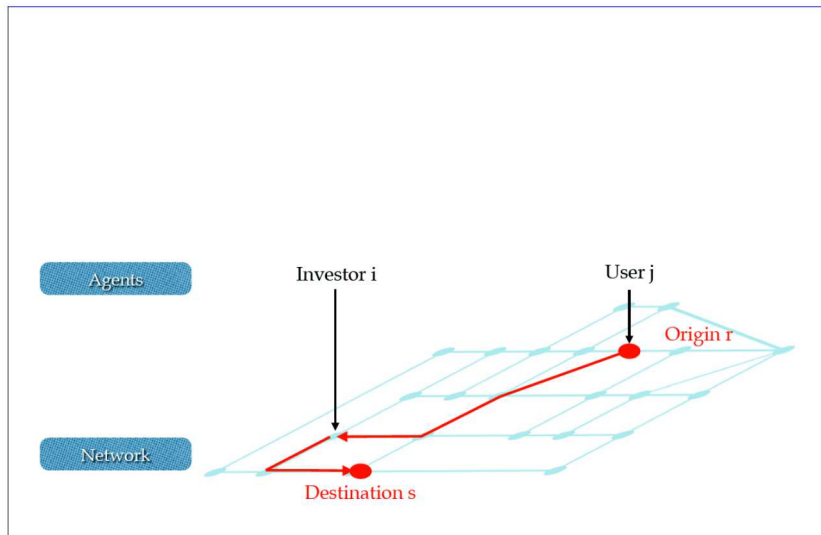 Agents
Investor i
User j
Origin r
Network
Destination s